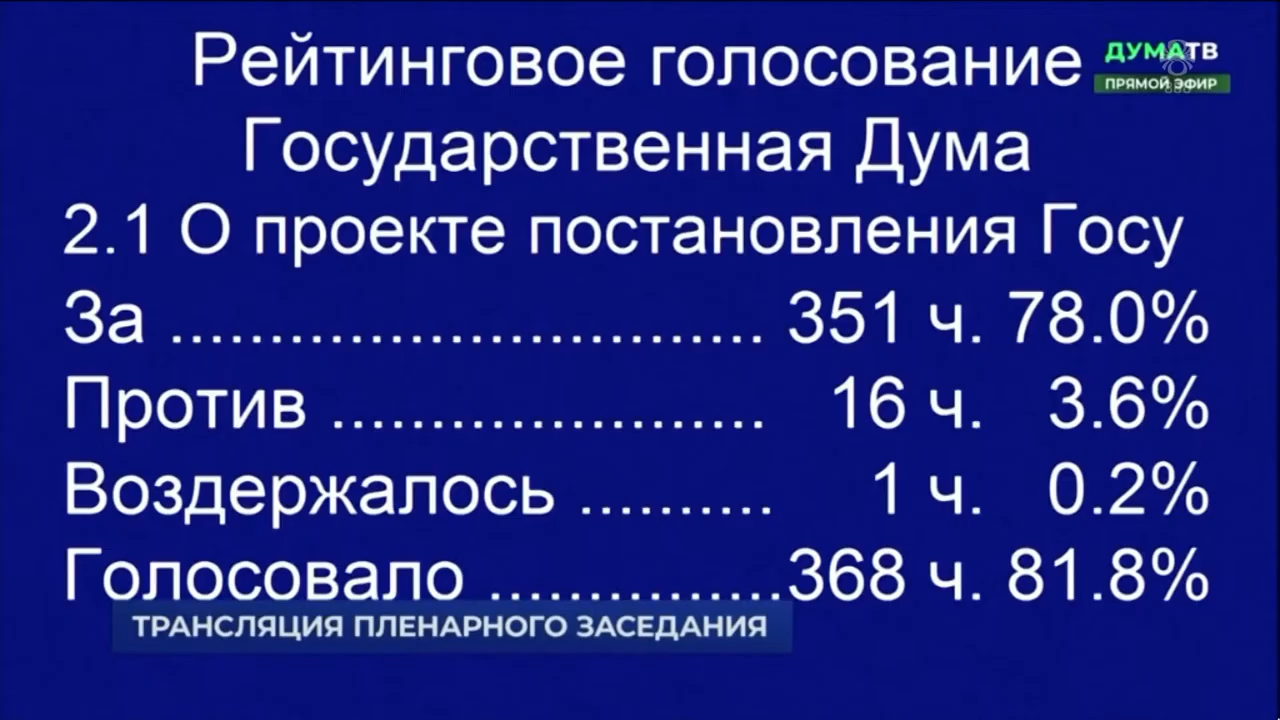 Рейтинговое голосование
ДУМАТВ
ПРЯМОЙ ЭФИР
Государственная Дума
2.1 О проекте постановления Госу
За .............................. 351 ч. 78.0%
Против ...................... 16 ч. 3.6%
Воздержалось .......... 1 ч. 0.2%
Голосовало ...............368 ч. 81.8%
ТРАНСЛЯЦИЯ ПЛЕНАРНОГО ЗАСЕДАНИЯ